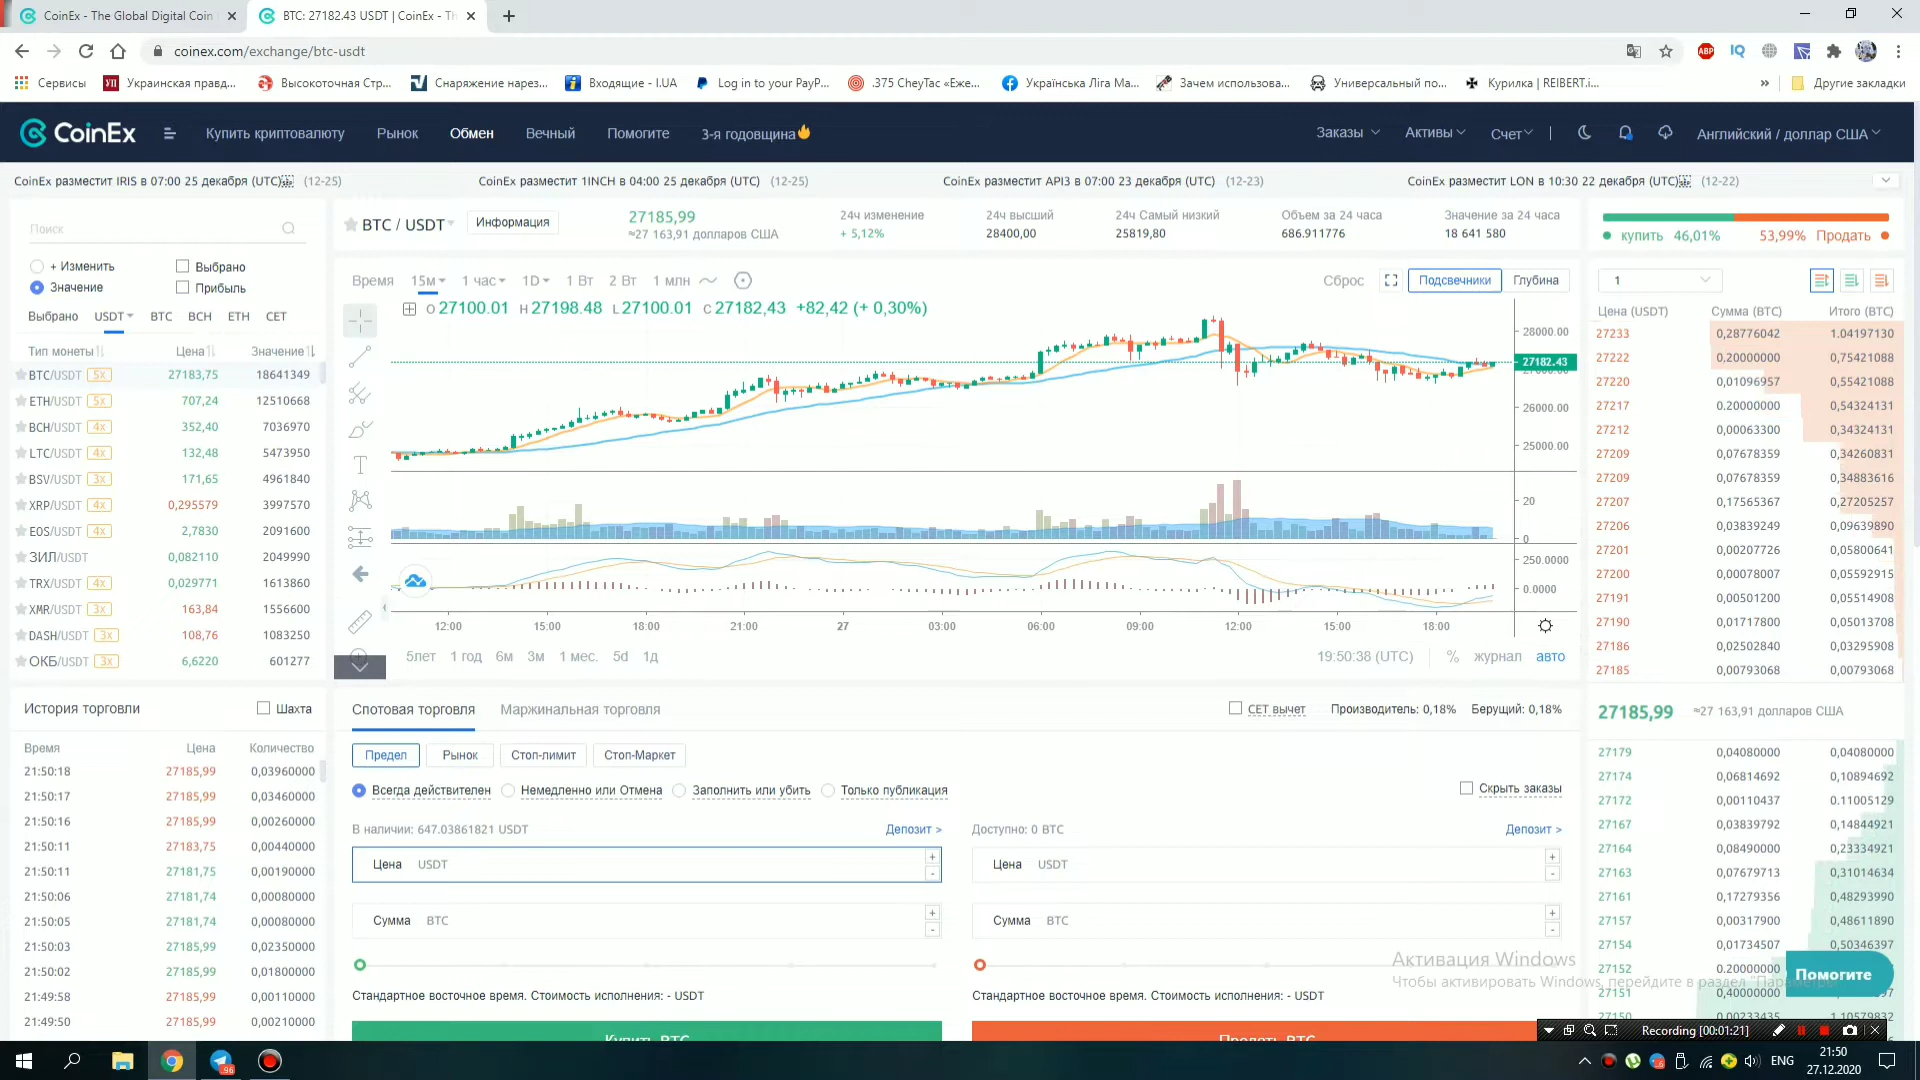 CoinEx - The Global Digital Coin
BTC: 27182.43 USDT | CoinEx - Th
coinex.com/exchange/btc-usdt
Сервисы
Украинская правд...
Высокоточная Стр...
Снаряжение нарез...
Входящие - I.UA
Log in to your PayP...
.375 CheyTac «Еже...
Українська Ліга Ма...
Зачем использова...
Универсальный по...
Курилка | REIBERT.i...
Другие закладки
CoinEx
Купить криптовалюту
Рынок
Обмен
Вечный
Помогите
3-я годовщина
Заказы
Активы
Счет
Английский / доллар США
CoinEx разместит IRIS в 07:00 25 декабря (UTC) (12-25)
CoinEx разместит 1INCH в 04:00 25 декабря (UTC) (12-25)
CoinEx разместит API3 в 07:00 23 декабря (UTC) (12-23)
CoinEx разместит LON в 10:30 22 декабря (UTC) (12-22)
Поиск
+ Изменить
Выбрано
Значение
Прибыль
Выбрано USDT BTC BCH ETH CET
Тип монеты Цена Значение
BTC/USDT 5x 27183,75 18641349
ETH/USDT 5x 707,24 12510668
BCH/USDT 4x 352,40 7036970
LTC/USDT 4x 132,48 5473950
BSV/USDT 3x 171,65 4961840
XRP/USDT 4x 0,295579 3997570
EOS/USDT 4x 2,7830 2091600
ЗИЛ/USDT 0,082110 2049990
TRX/USDT 4x 0,029771 1613860
XMR/USDT 3x 163,84 1556600
DASH/USDT 3x 108,76 1083250
ОКБ/USDT 3x 6,6220 601277
BTC / USDT
Информация
27185,99
≈27 163,91 долларов США
24ч изменение
+ 5,12%
24ч высший
28400,00
24ч Самый низкий
25819,80
Объем за 24 часа
686.911776
Значение за 24 часа
18 641 580
Время 15м 1 час 1D 1 Вт 2 Вт 1 млн
Сброс
Подсвечники
Глубина
O 27100.01 H 27198.48 L 27100.01 C 27182,43 +82,42 (+ 0,30%)
28000.00
27182.43
27000.00
26000.00
25000.00
20
0
250.0000
0.0000
12:00 15:00 18:00 21:00 27 03:00 06:00 09:00 12:00 15:00 18:00
5лет 1 год 6м 3м 1 мес. 5d 1д
19:50:38 (UTC)
% журнал авто
купить 46,01%
53,99% Продать
1
Цена (USDT) Сумма (BTC) Итого (BTC)
27233 0,28776042 1.04197130
27222 0.20000000 0,75421088
27220 0,01096957 0,55421088
27217 0.20000000 0,54324131
27212 0,00063300 0,34324131
27209 0,07678359 0,34260831
27209 0,07678359 0,34883616
27207 0,17565367 0,27205257
27206 0,03839249 0,09639890
27201 0,00207726 0,05800641
27200 0,00078007 0,05592915
27191 0,00501200 0,05514908
27190 0,01717800 0,05013708
27186 0,02502840 0,03295908
27185 0,00793068 0,00793068
27185,99 ≈27 163,91 долларов США
27179 0,04080000 0,04080000
27174 0,06814692 0,10894692
27172 0,00110437 0.11005129
27167 0,03839792 0,14844921
27164 0,08490000 0,23334921
27163 0,07679713 0,31014634
27161 0,17279356 0,48293990
27157 0,00317900 0,48611890
27154 0,01734507 0,50346397
27152 0.20000000
27151 0,40000000
27150 0,00233435 1,10579832
История торговли
Шахта
Время Цена Количество
21:50:18 27185,99 0,03960000
21:50:17 27185,99 0,03460000
21:50:16 27185,99 0,00260000
21:50:11 27183,75 0,00440000
21:50:11 27181,75 0,00190000
21:50:06 27181,74 0,00080000
21:50:05 27181,74 0,00080000
21:50:03 27185,99 0,02350000
21:50:02 27185,99 0,01800000
21:49:58 27185,99 0,00110000
21:49:50 27185,99 0,00210000
Спотовая торговля
Маржинальная торговля
CET вычет
Производитель: 0,18%
Берущий: 0,18%
Предел
Рынок
Стоп-лимит
Стоп-Маркет
Всегда действителен
Немедленно или Отмена
Заполнить или убить
Только публикация
Скрыть заказы
В наличии: 647.03861821 USDT
Депозит >
Доступно: 0 BTC
Депозит >
Цена USDT
Цена USDT
Сумма BTC
Сумма BTC
Стандартное восточное время. Стоимость исполнения: - USDT
Стандартное восточное время. Стоимость исполнения: - USDT
Купить BTC
Продать BTC
Активация Windows
Чтобы активировать Windows, перейдите в раздел "Параметры"
Помогите
Recording [00:01:21]
96
ENG
21:50
27.12.2020